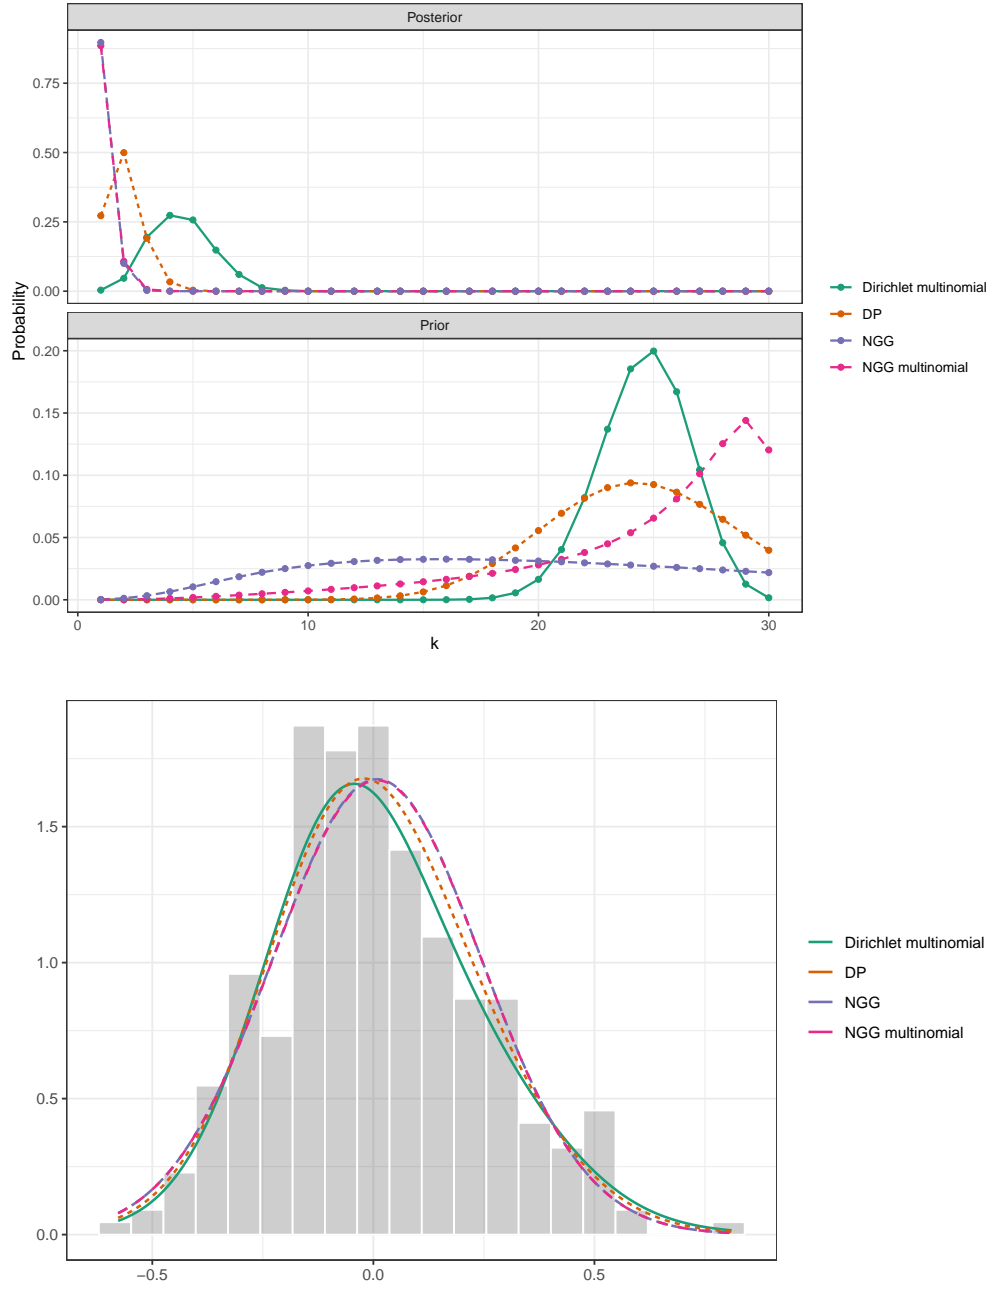 Posterior
0.75
0.50
0.25
0.00
Probability
Prior
0.20
0.15
0.10
0.05
0.00
0
10
20
30
k
Dirichlet multinomial
DP
NGG
NGG multinomial
1.5
1.0
0.5
0.0
−0.5
0.0
0.5
Dirichlet multinomial
DP
NGG
NGG multinomial